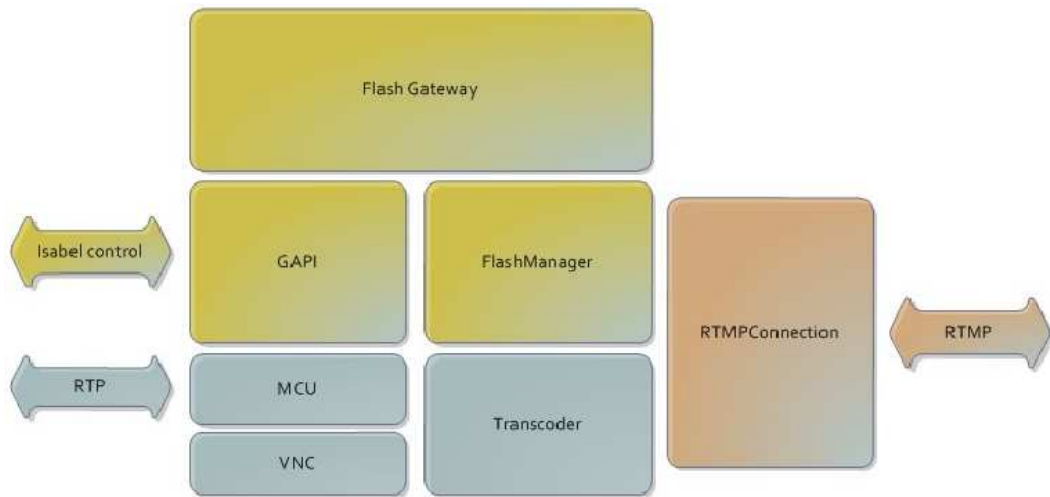 Flash Gateway
Isabel control
GAPI
FlashManager
RTMPConnection
RTMP
RTP
MCU
Transcoder
VNC